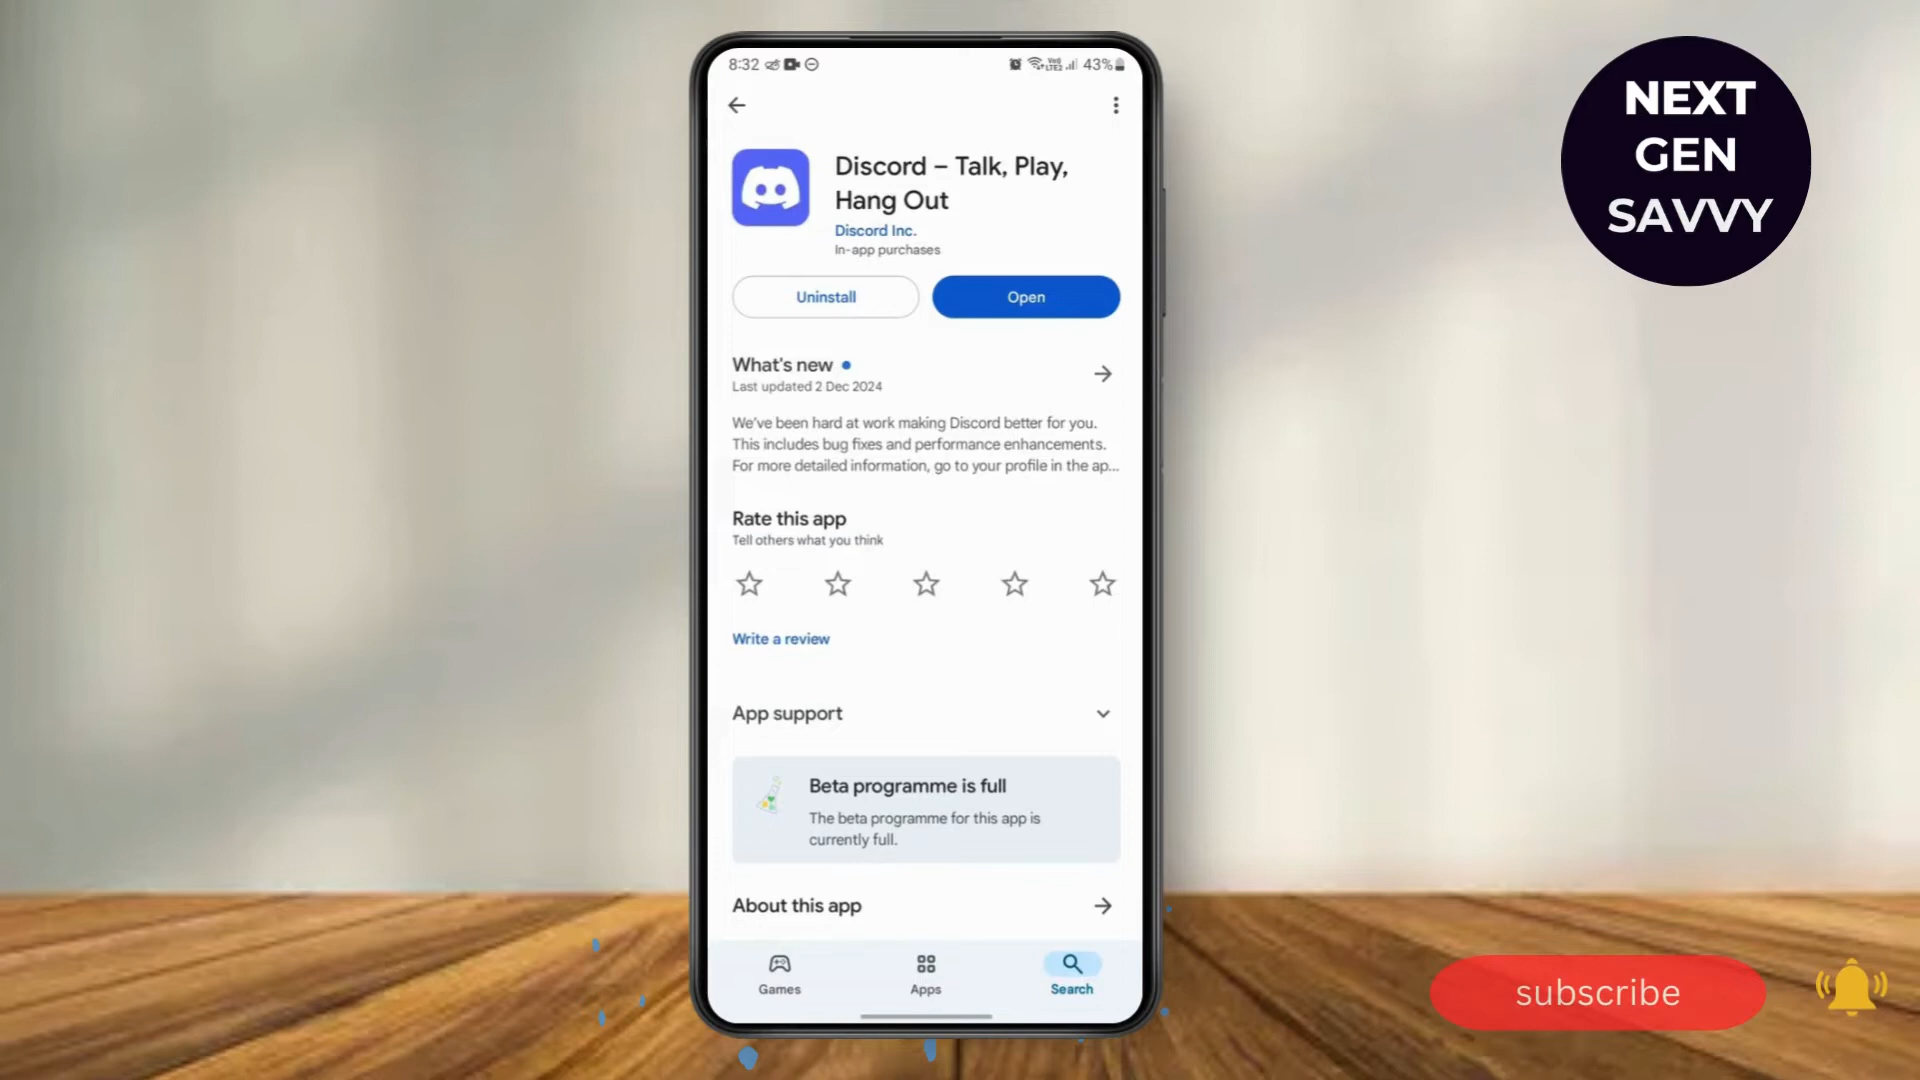 8:32
43%
Discord – Talk, Play,
Hang Out
Discord Inc.
In-app purchases
Uninstall
Open
What's new
Last updated 2 Dec 2024
We've been hard at work making Discord better for you.
This includes bug fixes and performance enhancements.
For more detailed information, go to your profile in the ap...
Rate this app
Tell others what you think
Write a review
App support
Beta programme is full
The beta programme for this app is
currently full.
About this app
Games
Apps
Search
NEXT
GEN
SAVVY
subscribe